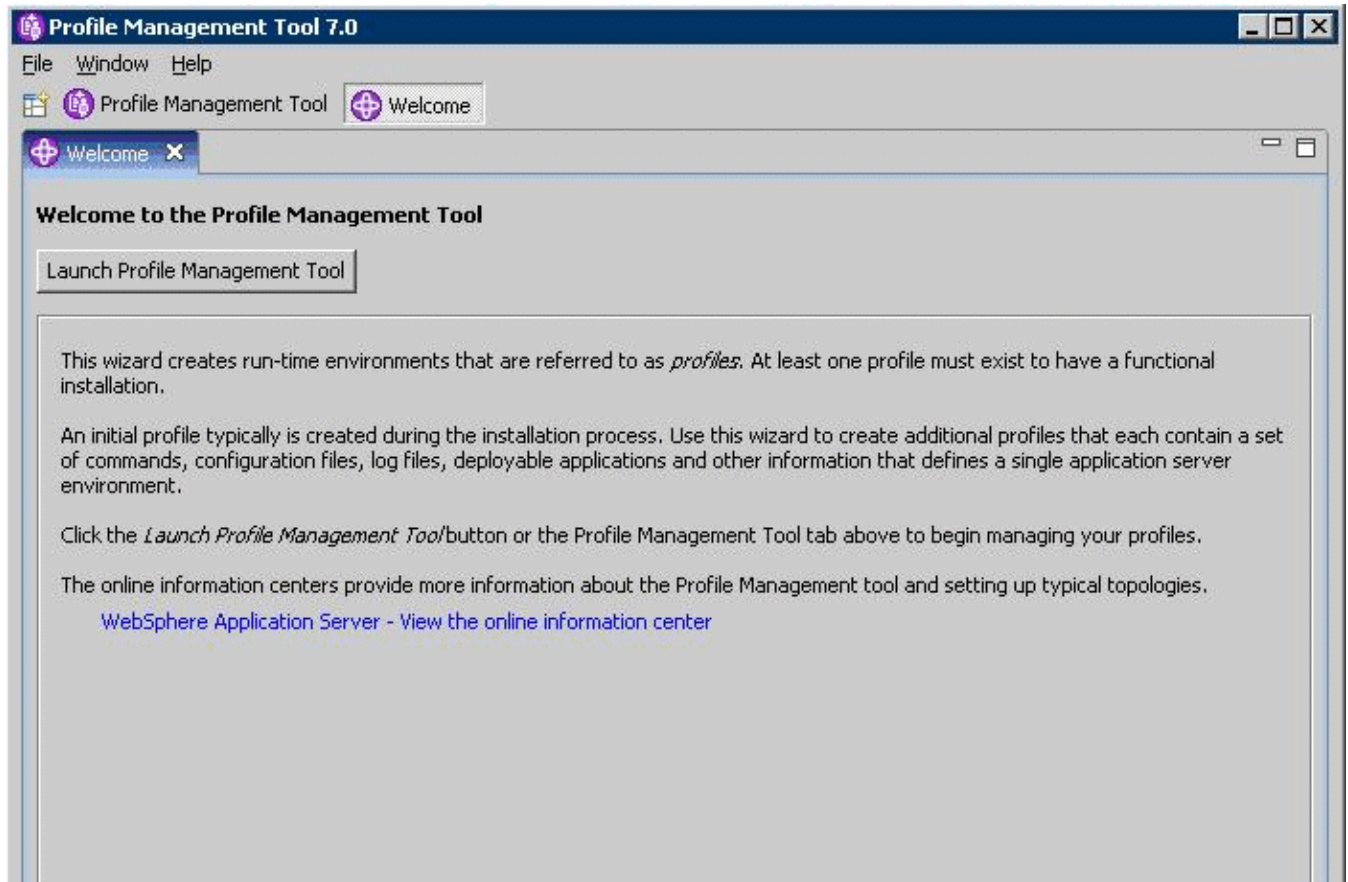 Profile Management Tool 7.0
File Window Help
Profile Management Tool Welcome
Welcome
Welcome to the Profile Management Tool
Launch Profile Management Tool
This wizard creates run-time environments that are referred to as profiles. At least one profile must exist to have a functional
installation.
An initial profile typically is created during the installation process. Use this wizard to create additional profiles that each contain a set
of commands, configuration files, log files, deployable applications and other information that defines a single application server
environment.
Click the Launch Profile Management Tool button or the Profile Management Tool tab above to begin managing your profiles.
The online information centers provide more information about the Profile Management tool and setting up typical topologies.
WebSphere Application Server - View the online information center